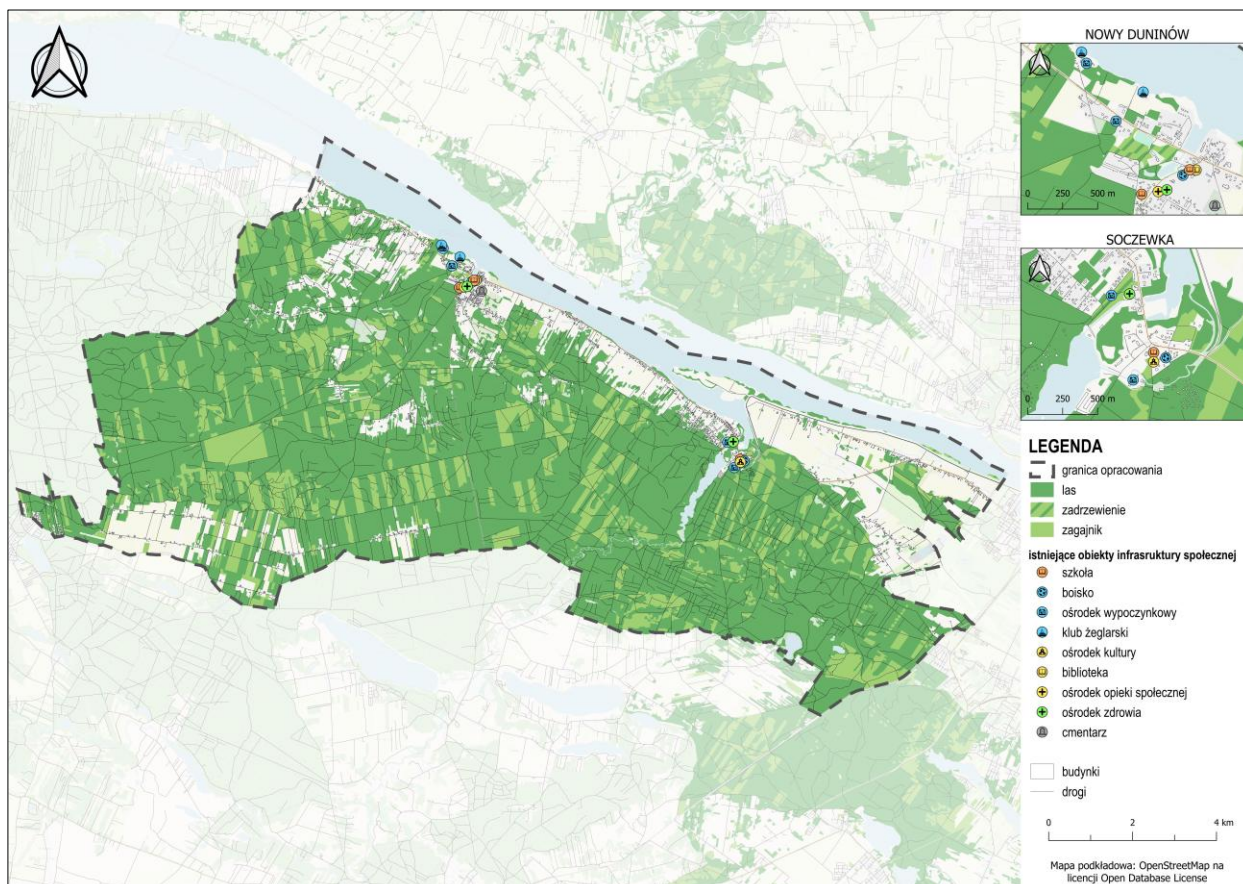 NOWY DUNINÓW
0 250 500 m
SOCZEWKA
0 250 500 m
LEGENDA
granica opracowania
las
zadrzewienie
zagajnik
istniejące obiekty infrasruktury społecznej
szkoła
boisko
ośrodek wypoczynkowy
klub żeglarski
ośrodek kultury
biblioteka
ośrodek opieki społecznej
ośrodek zdrowia
cmentarz
budynki
drogi
0 2 4 km
Mapa podkładowa: OpenStreetMap na
licencji Open Database License